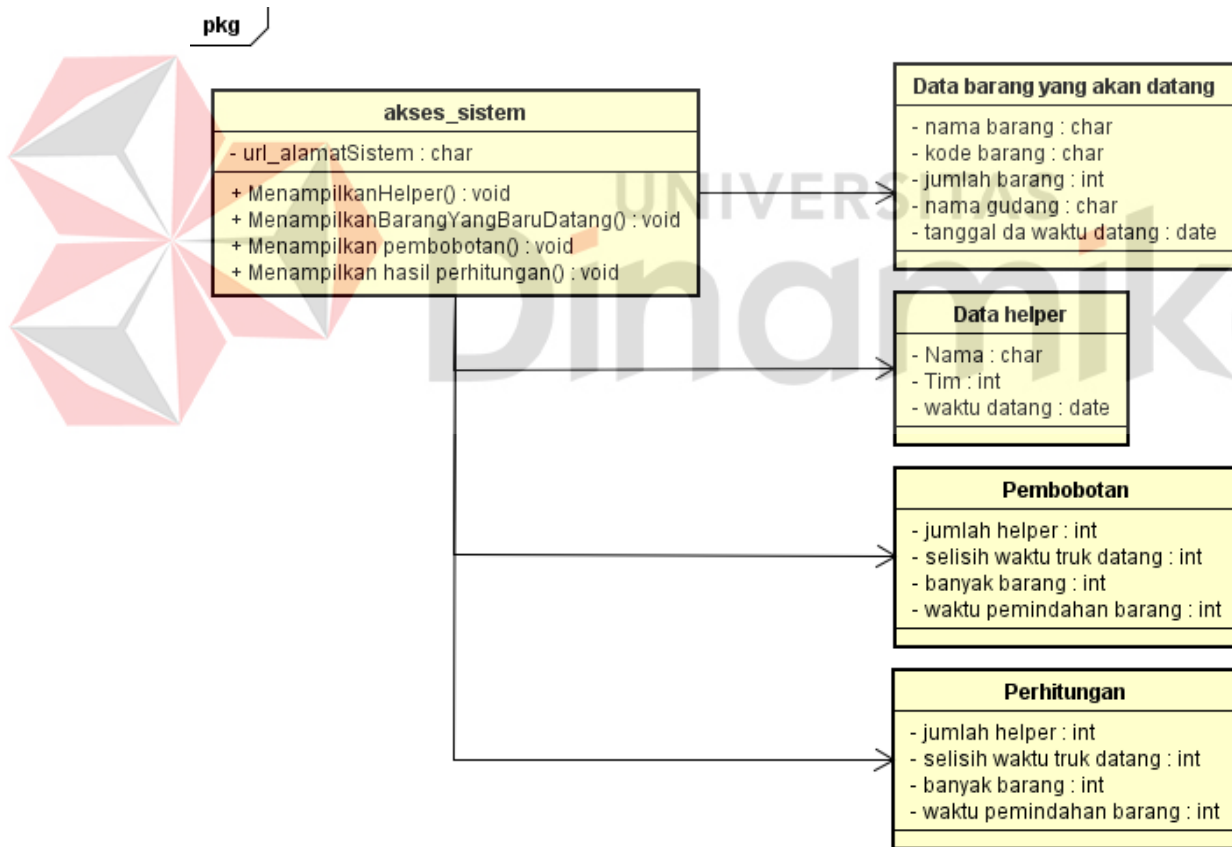 pkg
akses_sistem
- url_alamatSistem : char
+ MenampilkanHelper() : void
+ MenampilkanBarangYangBaruDatang() : void
+ Menampilkan pembobotan() : void
+ Menampilkan hasil perhitungan() : void
Data barang yang akan datang
- nama barang : char
- kode barang : char
- jumlah barang : int
- nama gudang : char
- tanggal da waktu datang : date
UNIVERSITAS
Dinamik
Data helper
- Nama : char
- Tim : int
- waktu datang : date
Pembobotan
- jumlah helper : int
- selisih waktu truk datang : int
- banyak barang : int
- waktu pemindahan barang : int
Perhitungan
- jumlah helper : int
- selisih waktu truk datang : int
- banyak barang : int
- waktu pemindahan barang : int